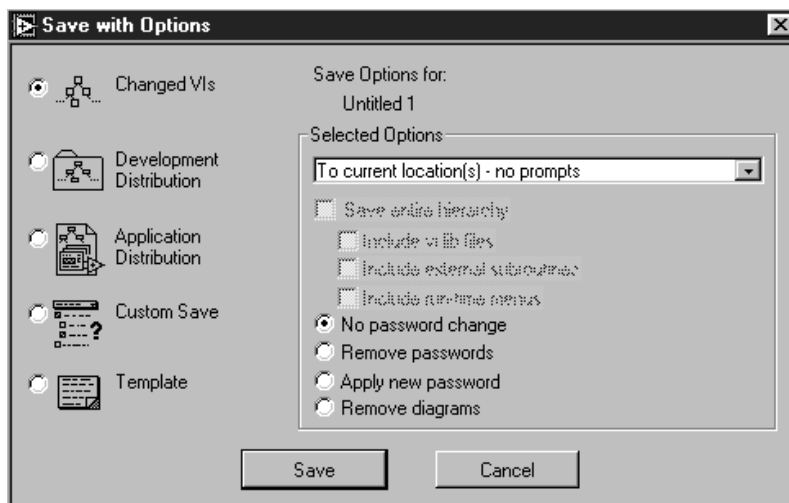 Save with Options
Changed VIs
Development
Distribution
Application
Distribution
Custom Save
Template
Save Options for:
Untitled 1
Selected Options
To current location(s) - no prompts
Save entire hierarchy
Include vi.lib files
Include external subroutines
Include run-time menus
No password change
Remove passwords
Apply new password
Remove diagrams
Save
Cancel